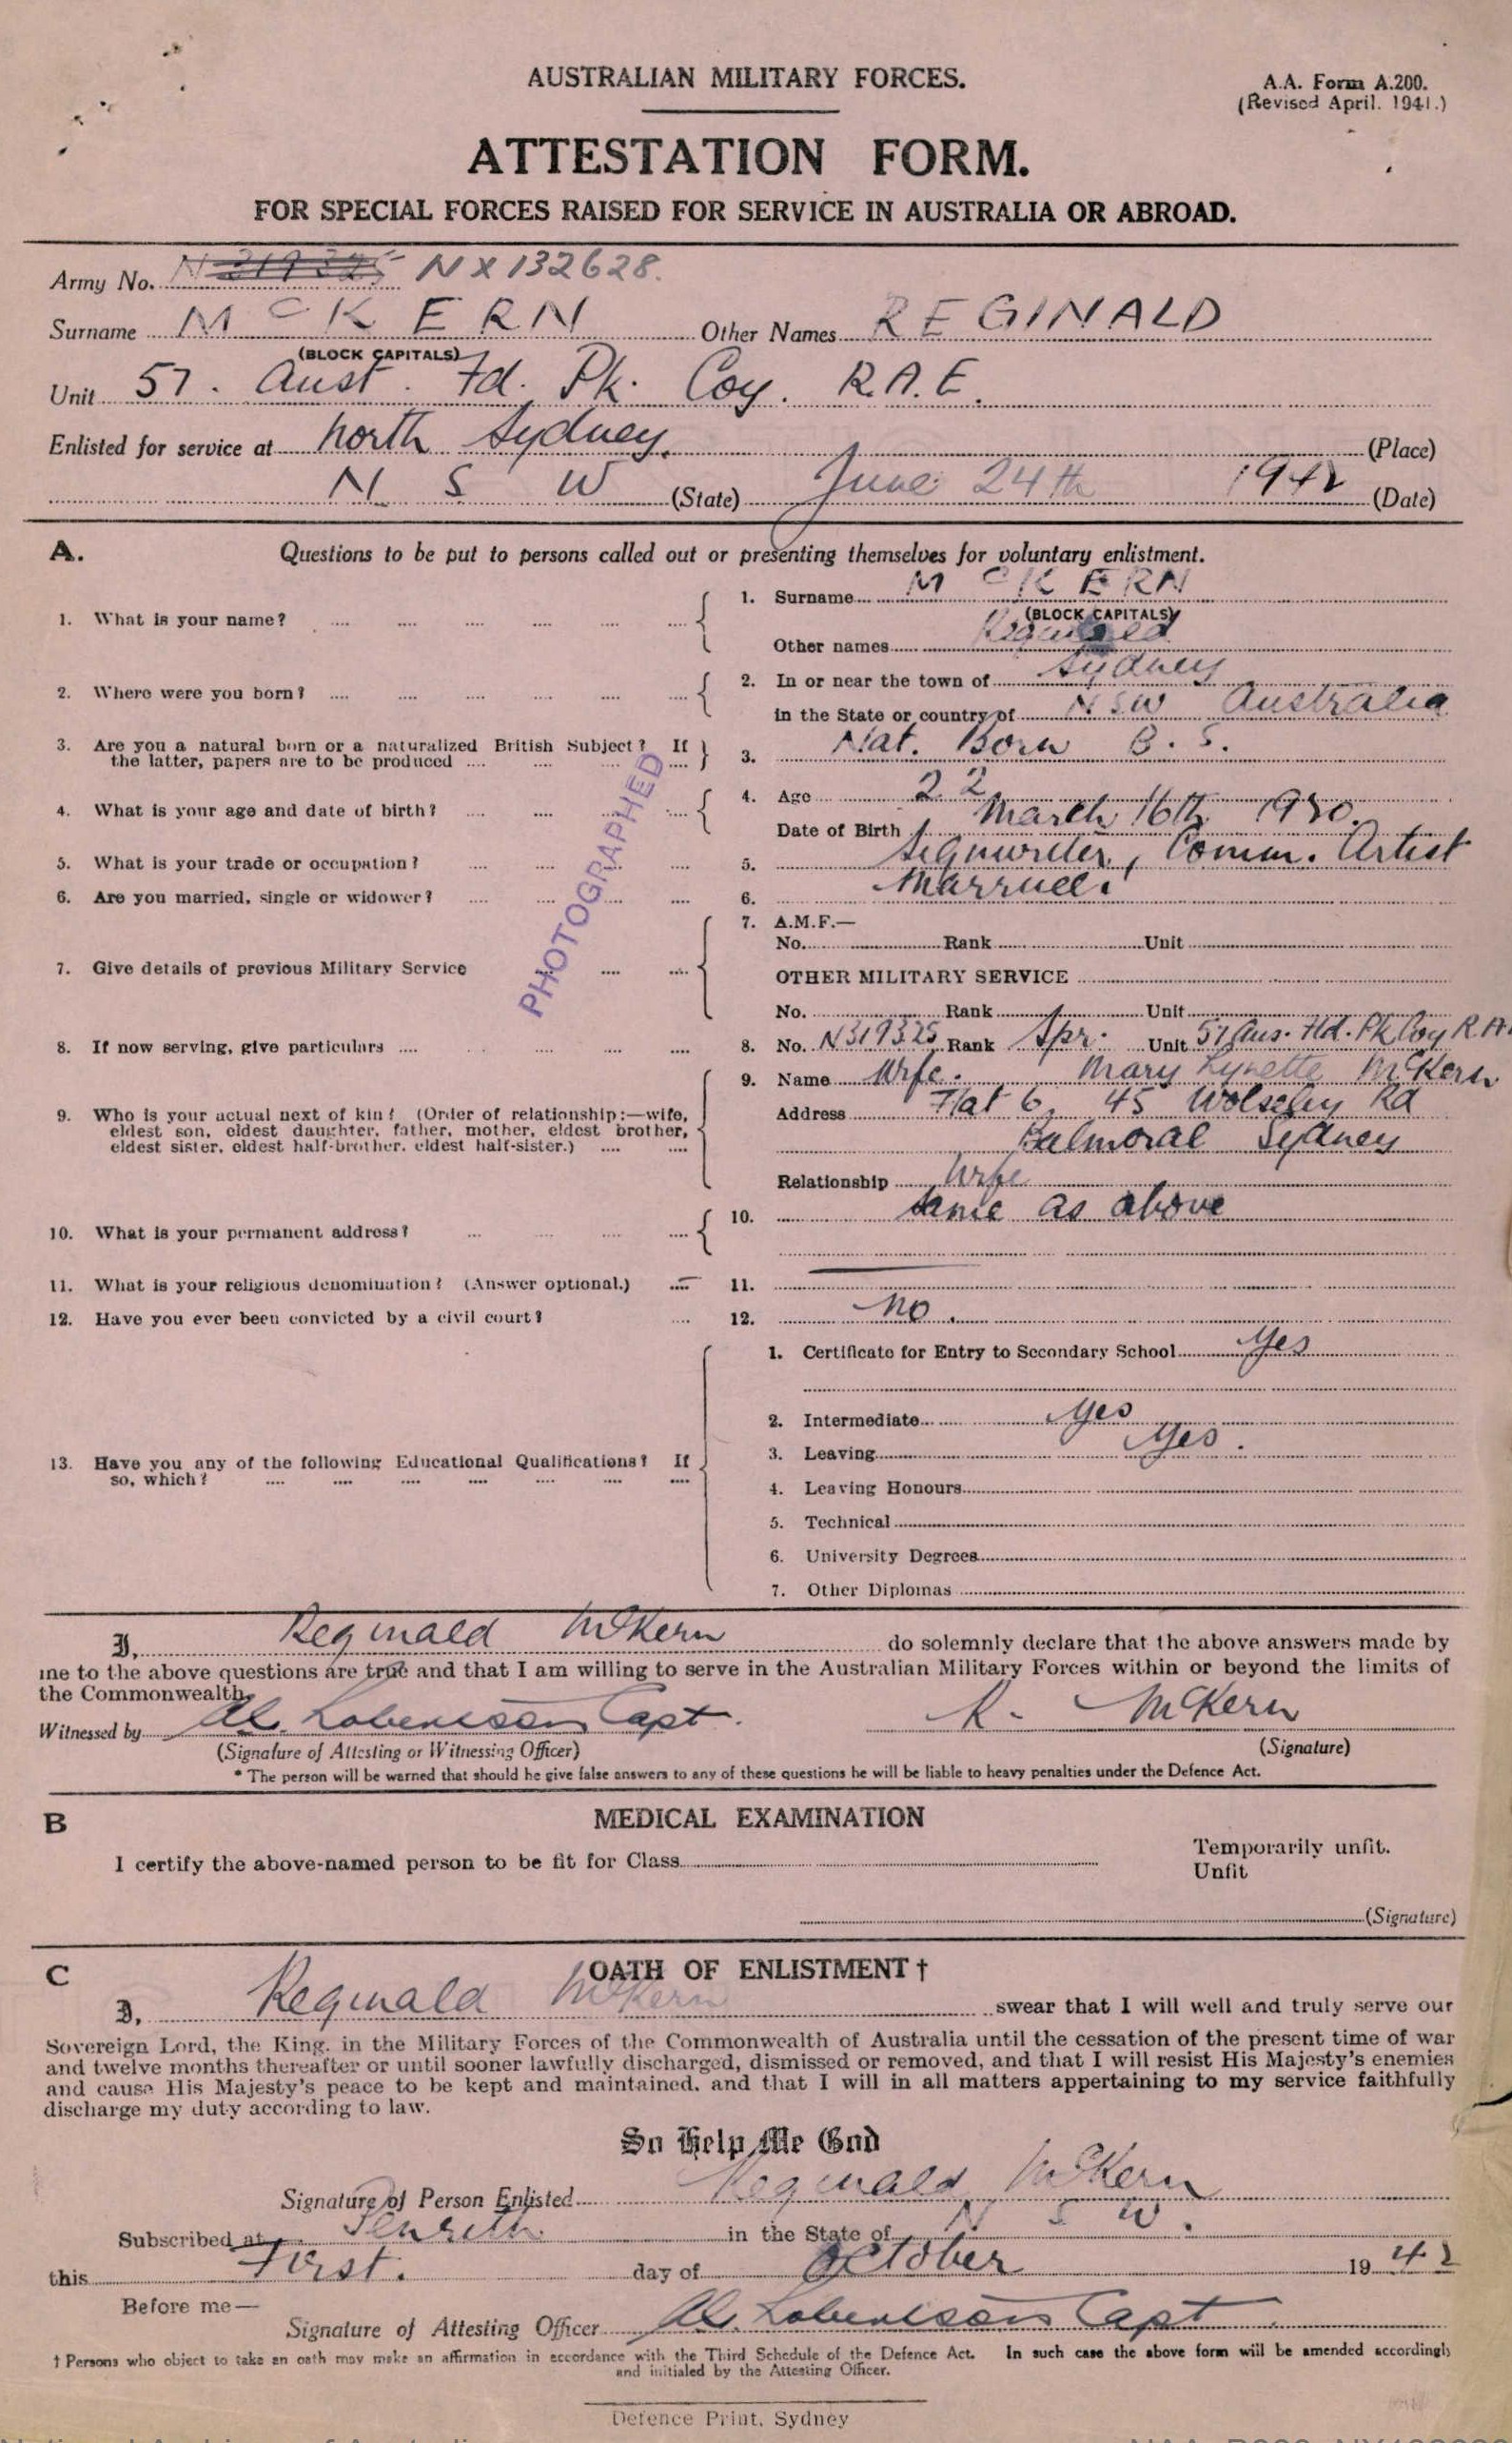 AUSTRALIAN MILITARY FORCES.
A.A. Form A.200.
(Revised April. 1941.)
ATTESTATION FORM.
FOR SPECIAL FORCES RAISED FOR SERVICE IN AUSTRALIA OR ABROAD.
Army No. N319325 NX132628.
Surname McKERN Other Names REGINALD
(BLOCK CAPITALS)
Unit 57. Aust. Fd. Pk. Coy. R.A.E.
Enlisted for service at North Sydney. (Place)
N S W (State) June 24th 1942 (Date)
A. Questions to be put to persons called out or presenting themselves for voluntary enlistment.
1. What is your name? .... .... .... .... .... .... 1. Surname McKERN
(BLOCK CAPITALS)
Other names Reginald
2. Where were you born? .... .... .... .... .... .... 2. In or near the town of Sydney
in the State or country of NSW Australia
3. Are you a natural born or a naturalized British Subject? If
the latter, papers are to be produced .... .... .... .... 3. Nat. Born B.S.
4. What is your age and date of birth? .... .... .... .... 4. Age 22
Date of Birth March 16th 1920.
5. What is your trade or occupation? .... .... .... .... 5. Signwriter, Comm. Artist
6. Are you married, single or widower? .... .... .... .... 6. Married.
7. Give details of previous Military Service .... .... 7. A.M.F.—
No. Rank Unit
OTHER MILITARY SERVICE
No. Rank Unit
8. If now serving, give particulars .... .... .... .... 8. No. N319325 Rank Spr. Unit 57 Aus. Fld. Pk Coy R.A
9. Who is your actual next of kin? (Order of relationship:—wife,
eldest son, eldest daughter, father, mother, eldest brother,
eldest sister, eldest half-brother, eldest half-sister.) .... ....
9. Name Wife. Mary Lynette McKern
Address Flat 6, 45 Wolseley Rd
Balmoral Sydney
Relationship Wife
10. What is your permanent address? .... .... .... .... 10. Same as above
11. What is your religious denomination? (Answer optional.) .... 11.
12. Have you ever been convicted by a civil court? .... 12. No.
13. Have you any of the following Educational Qualifications? If
so, which? .... .... .... .... .... .... ....
1. Certificate for Entry to Secondary School Yes
2. Intermediate Yes
3. Leaving Yes.
4. Leaving Honours
5. Technical
6. University Degrees
7. Other Diplomas
PHOTOGRAPHED
I, Reginald McKern do solemnly declare that the above answers made by
me to the above questions are true and that I am willing to serve in the Australian Military Forces within or beyond the limits of
the Commonwealth.
Witnessed by Capt. R. McKern
(Signature of Attesting or Witnessing Officer) (Signature)
* The person will be warned that should he give false answers to any of these questions he will be liable to heavy penalties under the Defence Act.
B MEDICAL EXAMINATION
I certify the above-named person to be fit for Class
Temporarily unfit.
Unfit
(Signature)
C OATH OF ENLISTMENT †
I, Reginald McKern swear that I will well and truly serve our
Sovereign Lord, the King, in the Military Forces of the Commonwealth of Australia until the cessation of the present time of war
and twelve months thereafter or until sooner lawfully discharged, dismissed or removed, and that I will resist His Majesty's enemies
and cause His Majesty's peace to be kept and maintained, and that I will in all matters appertaining to my service faithfully
discharge my duty according to law.
So Help Me God
Signature of Person Enlisted Reginald McKern
Subscribed at Penrith in the State of N S W.
this First. day of October 19 42
Before me—
Signature of Attesting Officer Capt
† Persons who object to take an oath may make an affirmation in accordance with the Third Schedule of the Defence Act. In such case the above form will be amended accordingly
and initialed by the Attesting Officer.
Defence Print, Sydney